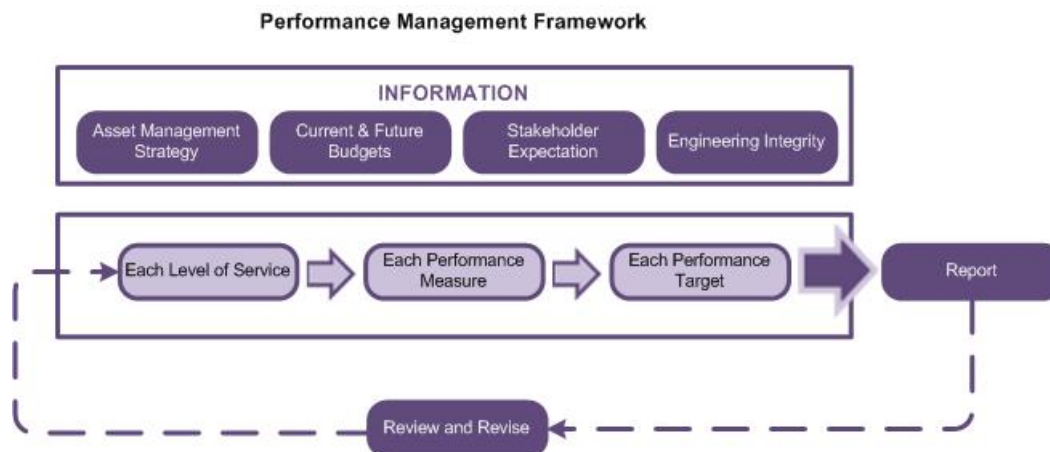 Performance Management Framework
INFORMATION
Asset Management
Strategy
Current & Future
Budgets
Stakeholder
Expectation
Engineering Integrity
Each Level of Service
Each Performance
Measure
Each Performance
Target
Report
Review and Revise